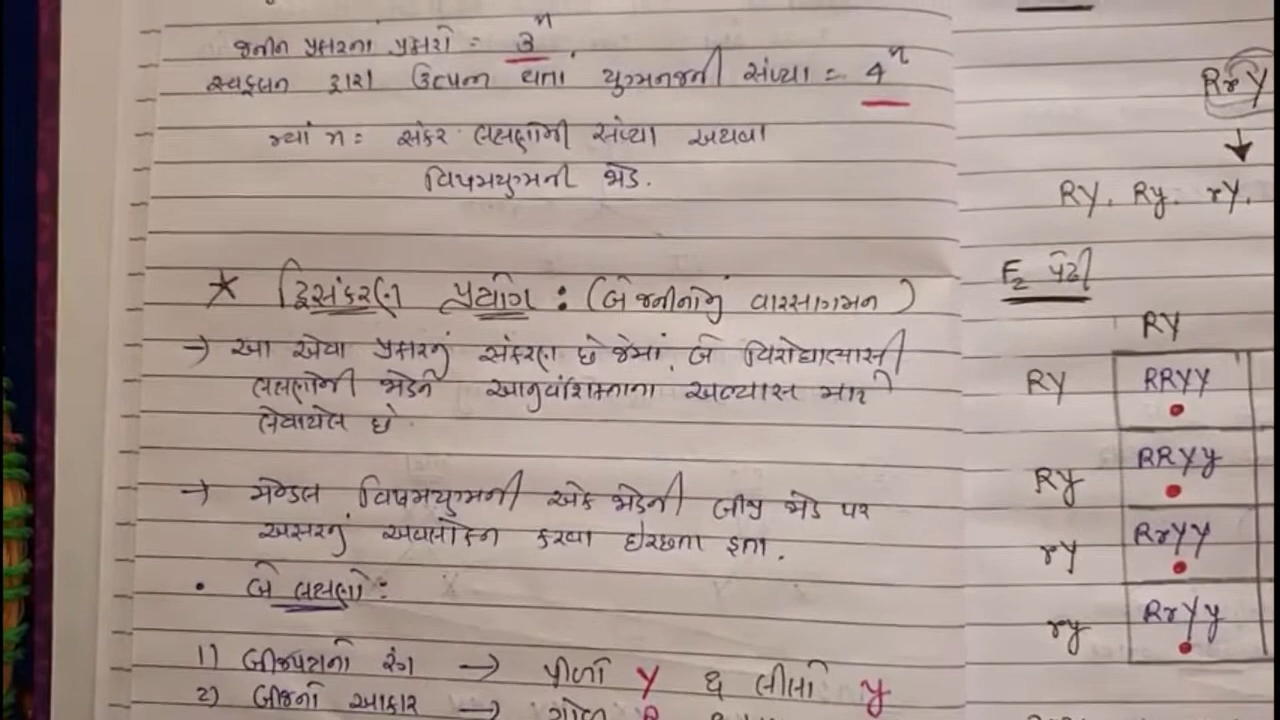 જનીન પ્રકારના પ્રકારો = 3ⁿ.
સ્વફલન દ્વારા ઉત્પન્ન થતા યુગ્મનજની સંખ્યા = 4ⁿ
જ્યાં n = સંકર લક્ષણોની સંખ્યા અથવા
વિષમયુગ્મની જોડ.
★ દ્વિસંકરણ પ્રયોગ : (બે જનીનોનું વારસાગમન)
→ આ એવા પ્રકારનું સંકરણ છે જેમાં બે વિરોધાભાસી
લક્ષણોની જોડને આનુવંશિકતાના અભ્યાસ માટે
લેવાયેલ છે.
→ મેન્ડલ વિષમયુગ્મની એક જોડની બીજી જોડ પર
અસરનું અવલોકન કરવા ઈચ્છતા હતા.
• બે લક્ષણો :
1) બીજપત્રનો રંગ → પીળો Y & લીલો y
2) બીજનો આકાર → ગોળ R
RrY
RY, Ry, rY,
F₂ પેઢી
RY
RY RRYY
Ry RRYy
rY RrYY
ry RrYy